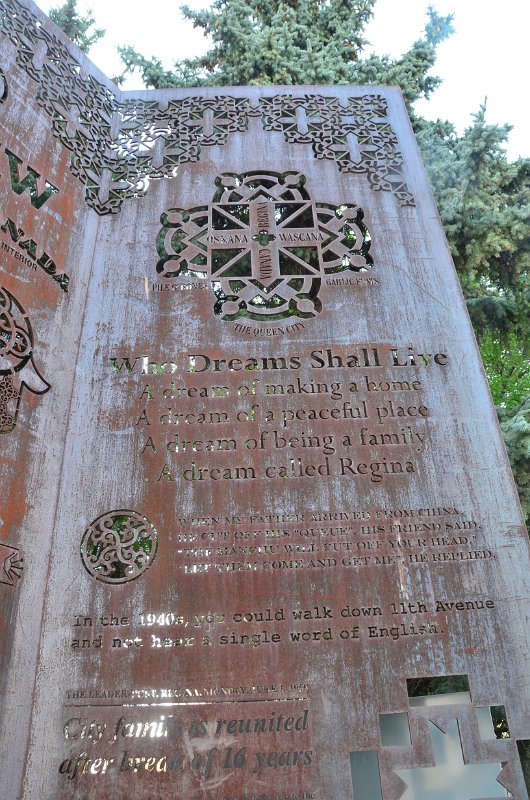 W
NADA
INTERIOR
REGINA
OSKANA WASCANA
CANADA
PILE O' BONES
THE QUEEN CITY
Who Dreams Shall Live
A dream of making a home
A dream of a peaceful place
A dream of being a family
A dream called Regina
WHEN MY FATHER ARRIVED FROM CHINA,
HE CUT OFF HIS "QUEUE". HIS FRIEND SAID,
"THE MANCHU WILL CUT OFF YOUR HEAD."
"LET THEM COME AND GET ME", HE REPLIED.
In the 1940s, you could walk down 11th Avenue
and not hear a single word of English.
THE LEADER-POST, REGINA, MONDAY, JUNE
City family is reunited
after break of 16 years